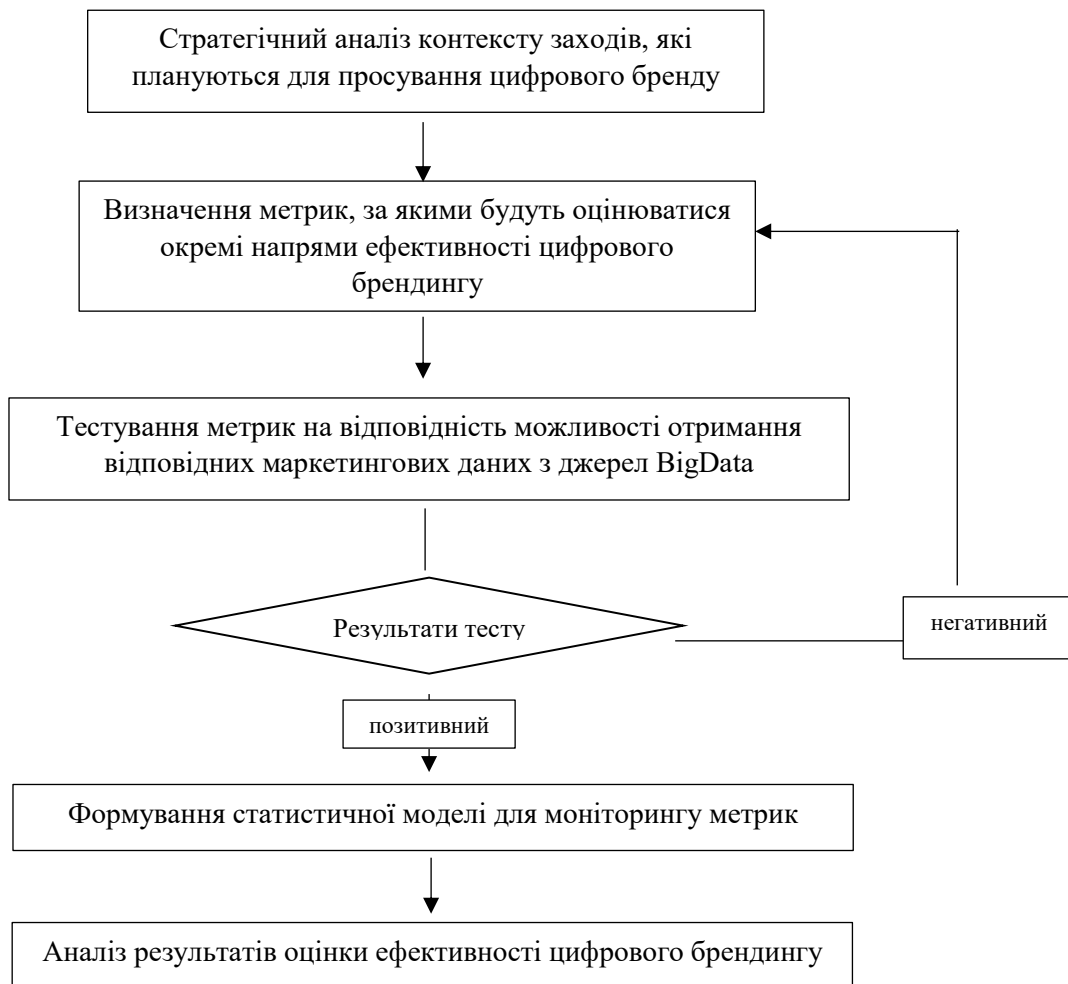 Стратегічний аналіз контексту заходів, які
плануються для просування цифрового бренду
Визначення метрик, за якими будуть оцінюватися
окремі напрями ефективності цифрового
брендингу
Тестування метрик на відповідність можливості отримання
відповідних маркетингових даних з джерел BigData
Результати тесту
негативний
позитивний
Формування статистичної моделі для моніторингу метрик
Аналіз результатів оцінки ефективності цифрового брендингу